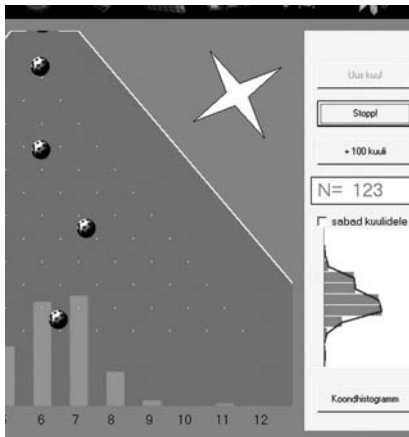 Uus kuul
Stopp!
+ 100 kuuli
N= 123
sabad kuulidele
6 7 8 9 10 11 12
Koondhistogramm